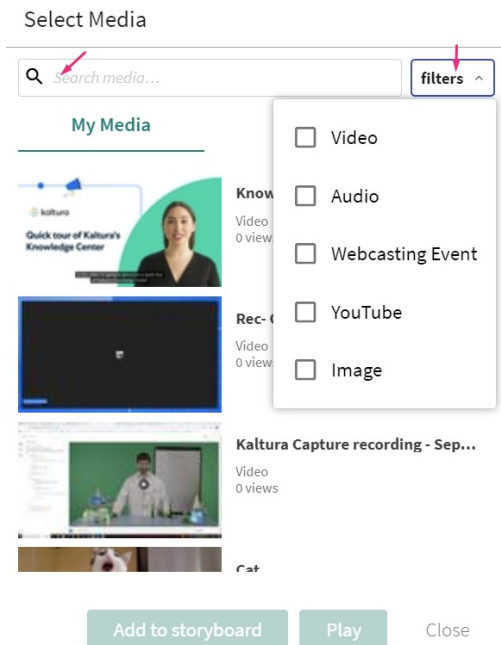 Select Media
Search media...
filters
My Media
Video
Audio
Webcasting Event
YouTube
Image
kaltura
Quick tour of Kaltura's
Knowledge Center
Know
Video
0 view
Rec-
Video
0 view
Kaltura Capture recording - Sep...
Video
0 views
Cat
Add to storyboard
Play
Close